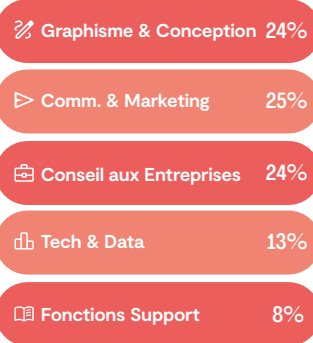 Graphisme & Conception 24%
Comm. & Marketing 25%
Conseil aux Entreprises 24%
Tech & Data 13%
Fonctions Support 8%